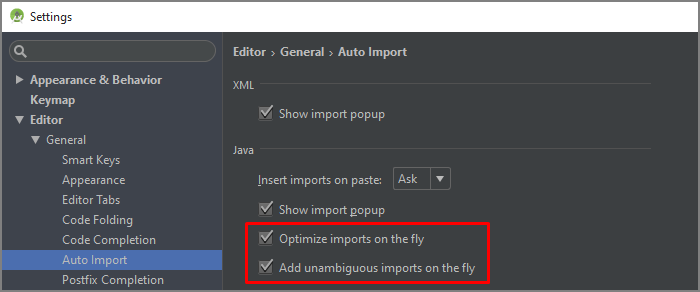 Settings
Appearance & Behavior
Keymap
Editor
General
Smart Keys
Appearance
Editor Tabs
Code Folding
Code Completion
Auto Import
Postfix Completion
Editor › General › Auto Import
XML
Show import popup
Java
Insert imports on paste: Ask
Show import popup
Optimize imports on the fly
Add unambiguous imports on the fly